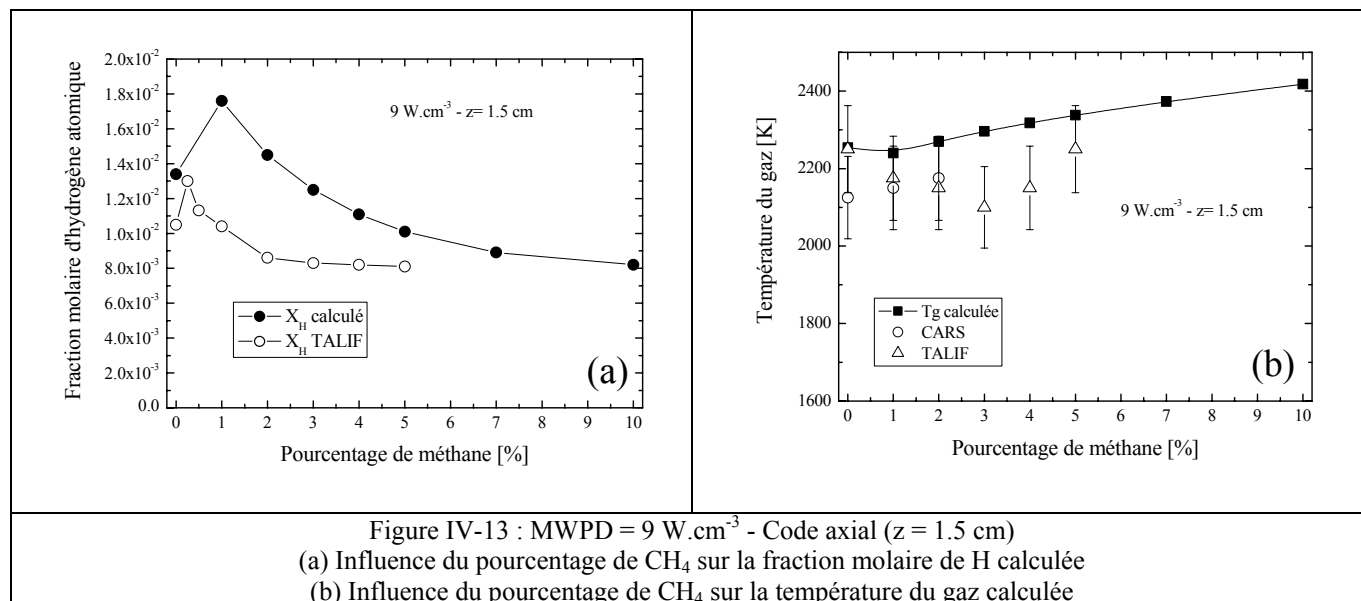 Fraction molaire d'hydrogène atomique
2.0x10⁻²
1.8x10⁻²
1.6x10⁻²
1.4x10⁻²
1.2x10⁻²
1.0x10⁻²
8.0x10⁻³
6.0x10⁻³
4.0x10⁻³
2.0x10⁻³
0.0
9 W.cm⁻³ - z= 1.5 cm
X_H calculé
X_H TALIF
(a)
0 1 2 3 4 5 6 7 8 9 10
Pourcentage de méthane [%]
Température du gaz [K]
2400
2200
2000
1800
1600
9 W.cm⁻³ - z= 1.5 cm
Tg calculée
CARS
TALIF
(b)
0 1 2 3 4 5 6 7 8 9 10
Pourcentage de méthane [%]
Figure IV-13 : MWPD = 9 W.cm⁻³ - Code axial (z = 1.5 cm)
(a) Influence du pourcentage de CH₄ sur la fraction molaire de H calculée
(b) Influence du pourcentage de CH₄ sur la température du gaz calculée